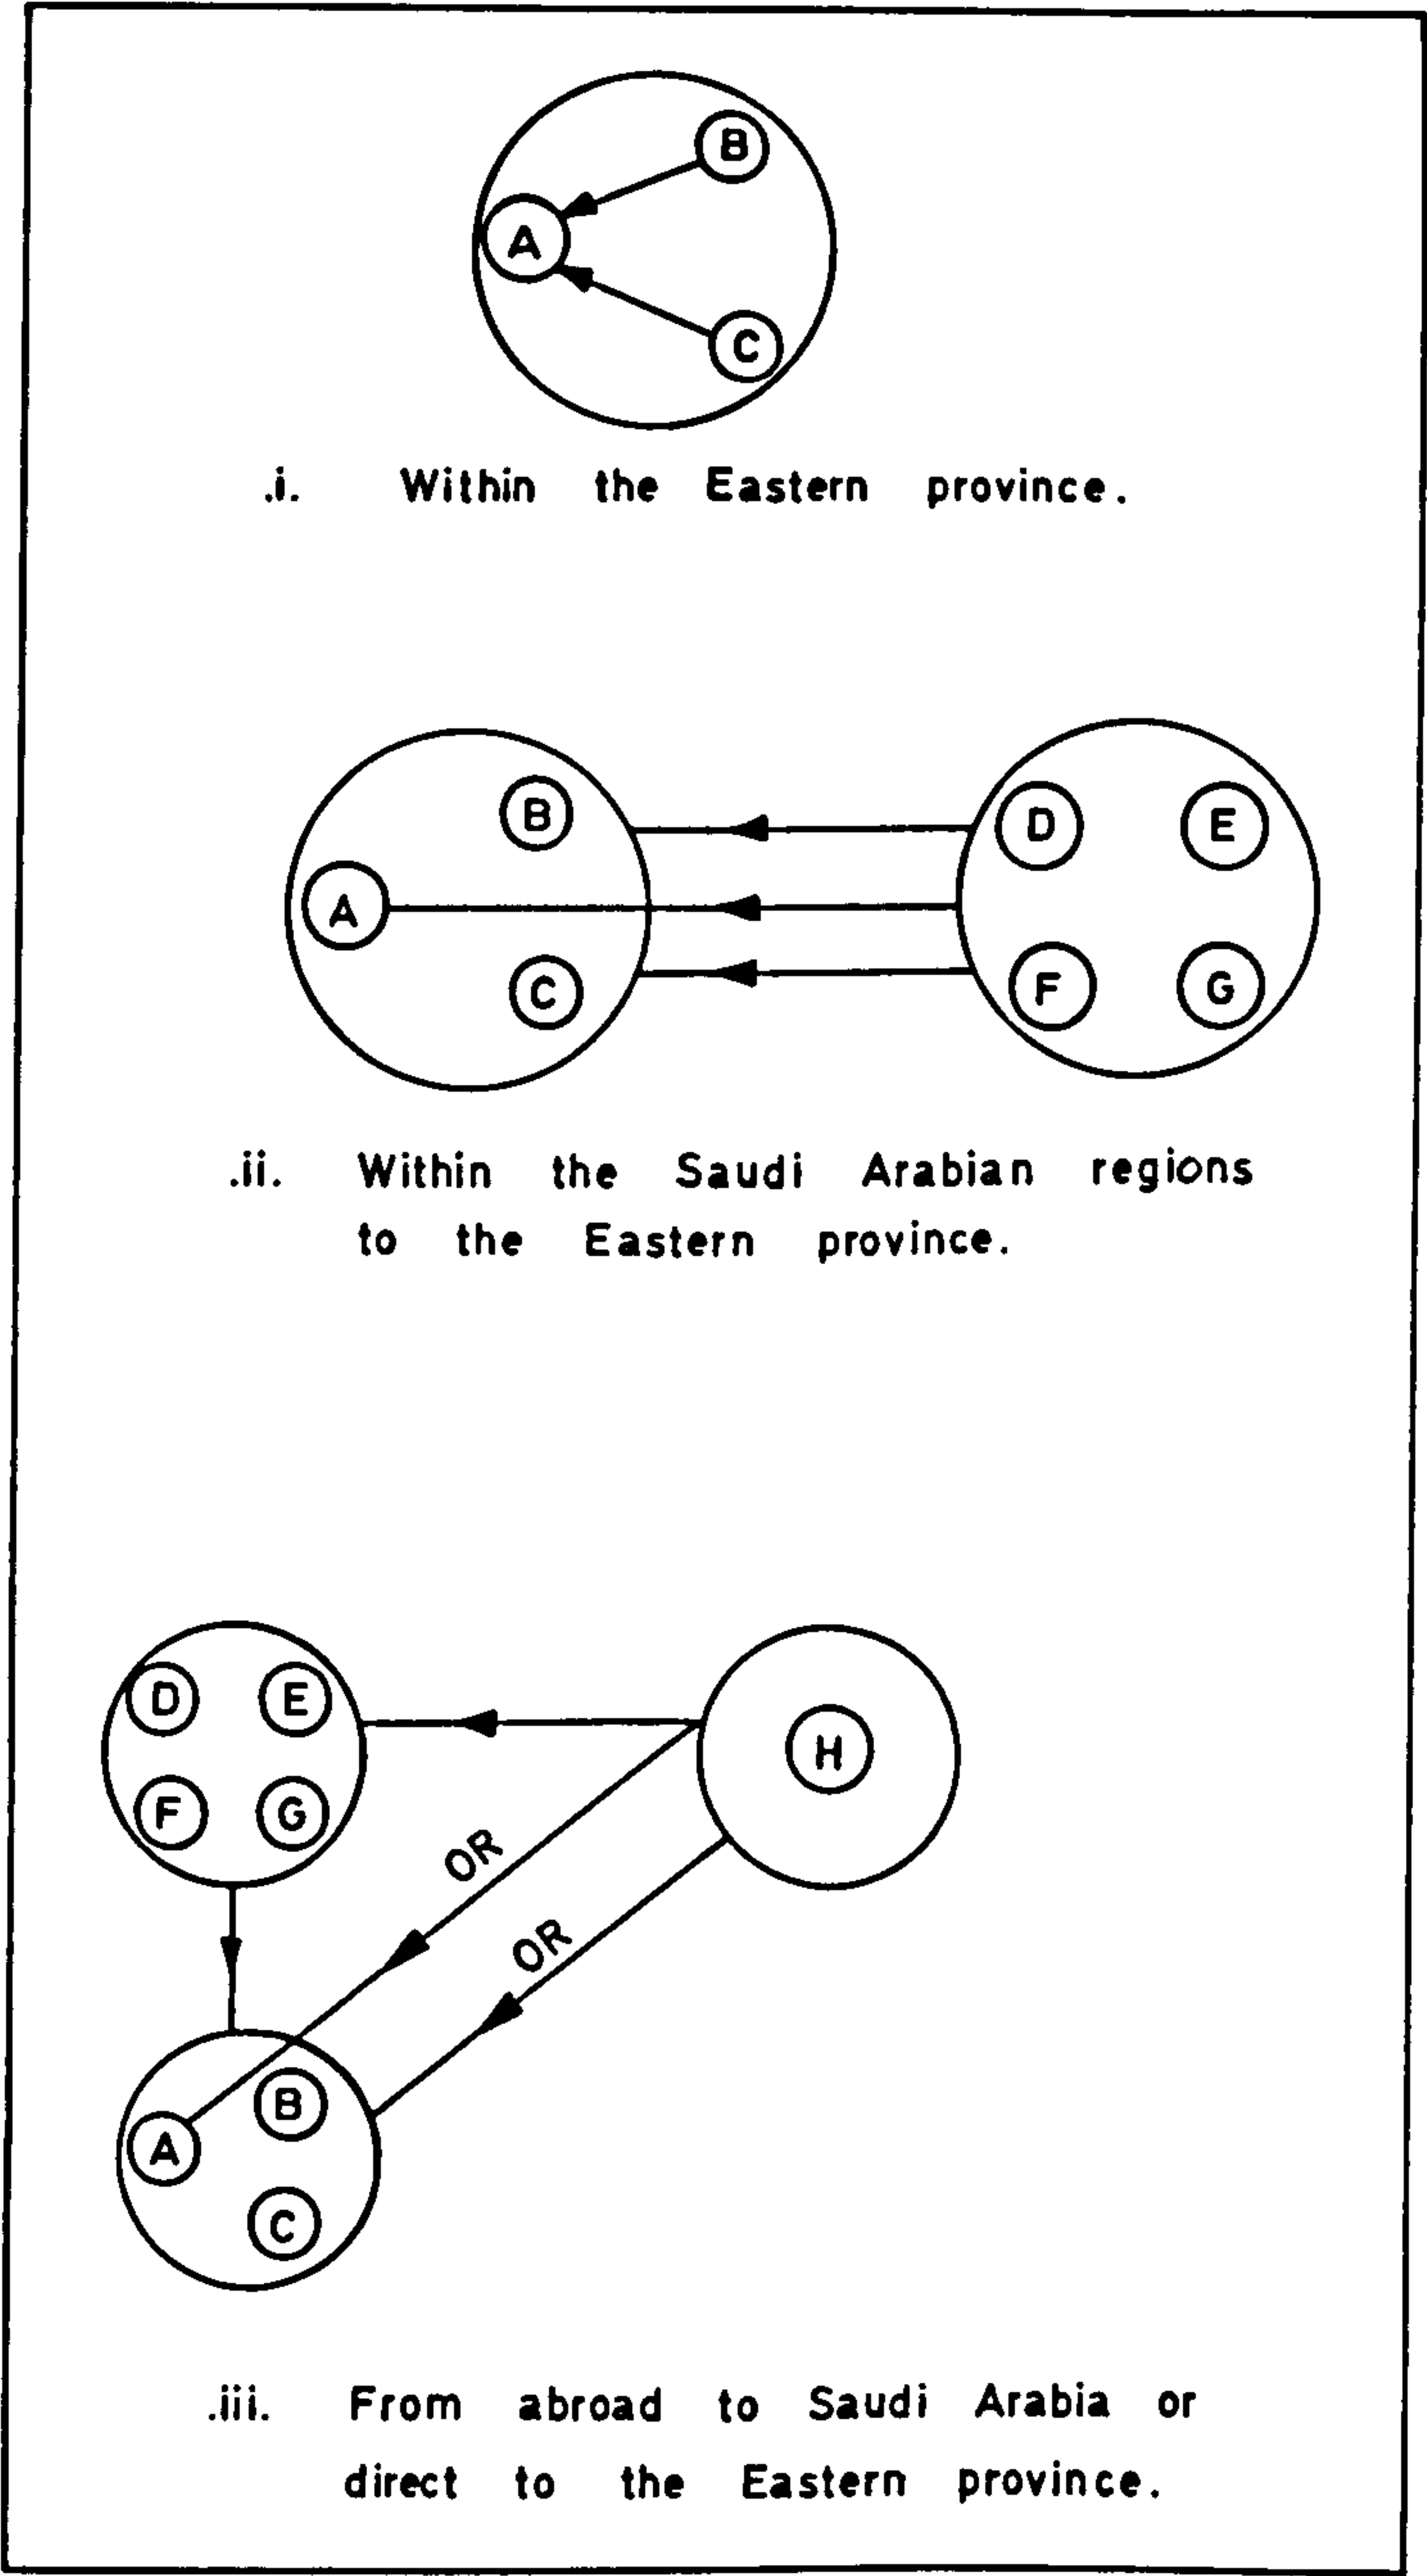 B
A
C
.i. Within the Eastern province.
B
D E
A
F G
C
.ii. Within the Saudi Arabian regions
to the Eastern province.
D E
H
F G
OR
OR
B
A
C
.iii. From abroad to Saudi Arabia or
direct to the Eastern province.